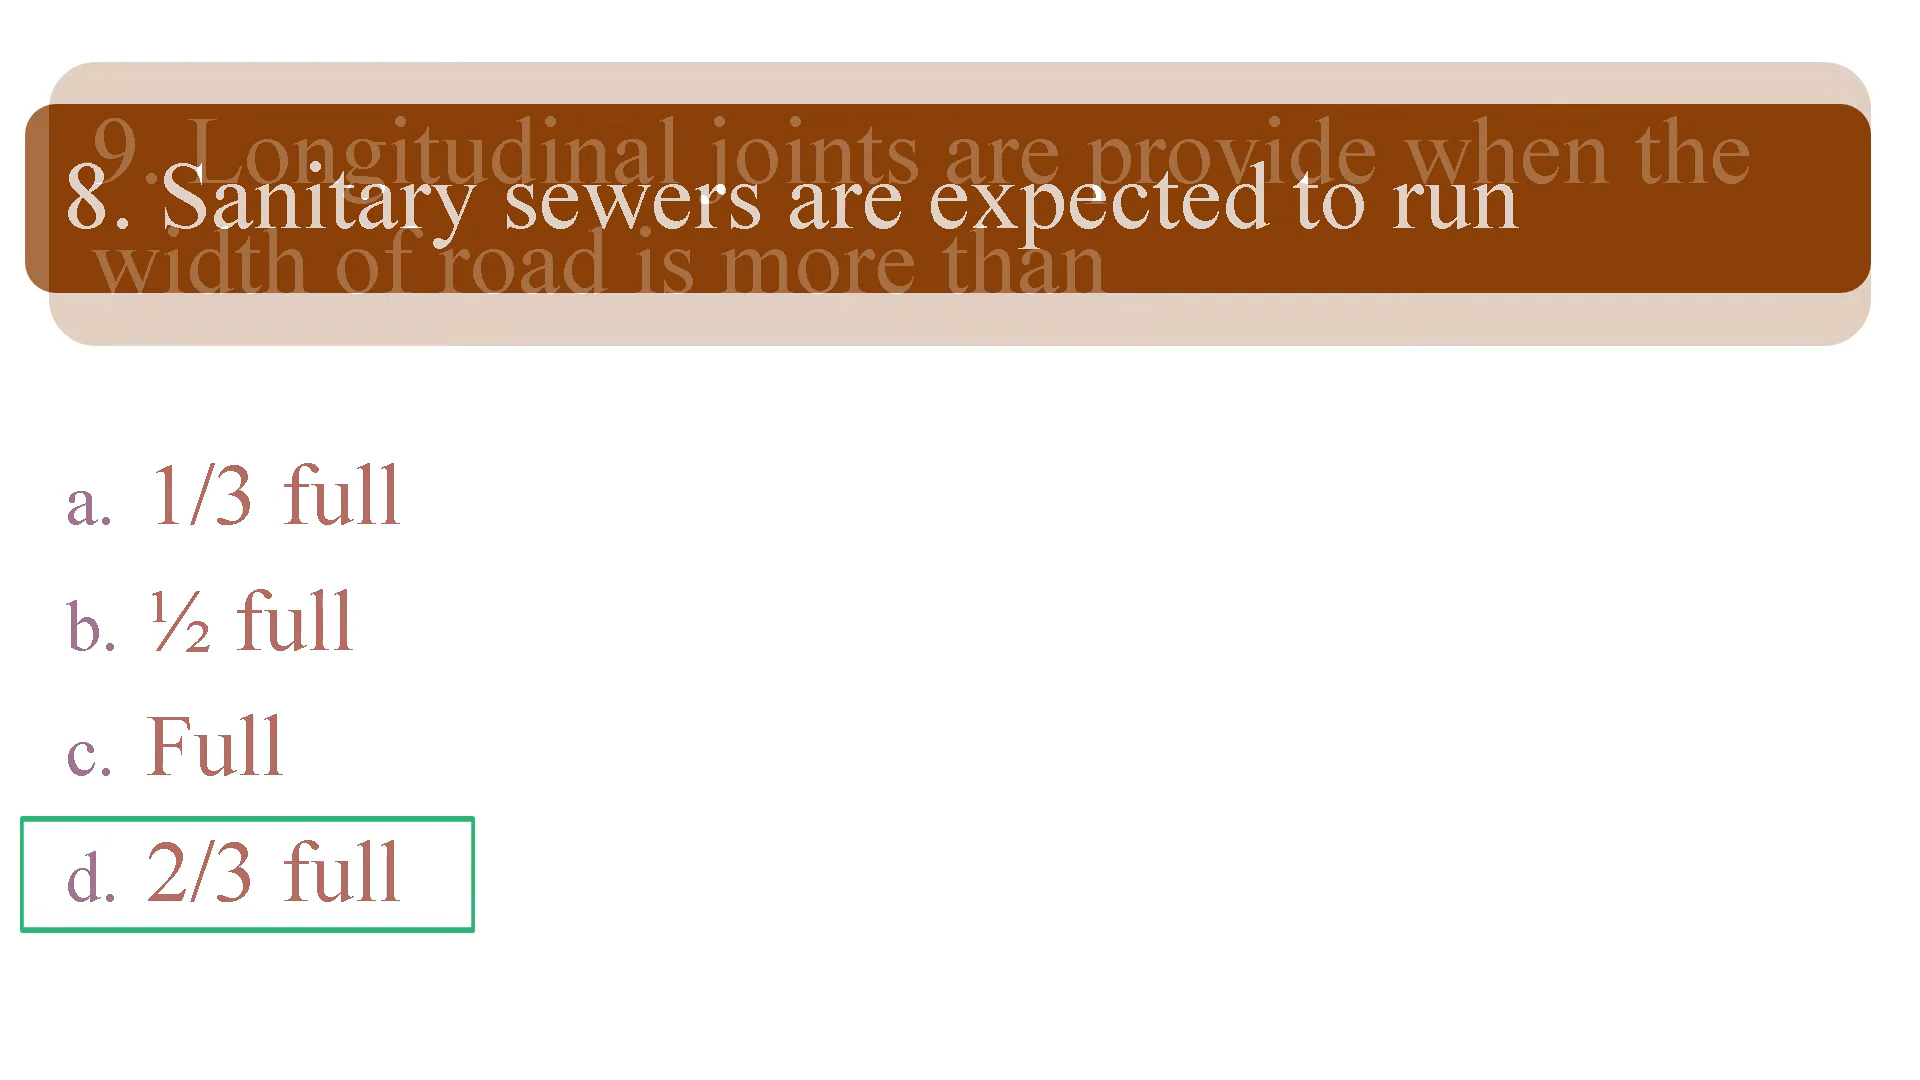 9. Longitudinal joints are provide when the
8. Sanitary sewers are expected to run
width of road is more than
a. 1/3 full
b. ½ full
c. Full
d. 2/3 full